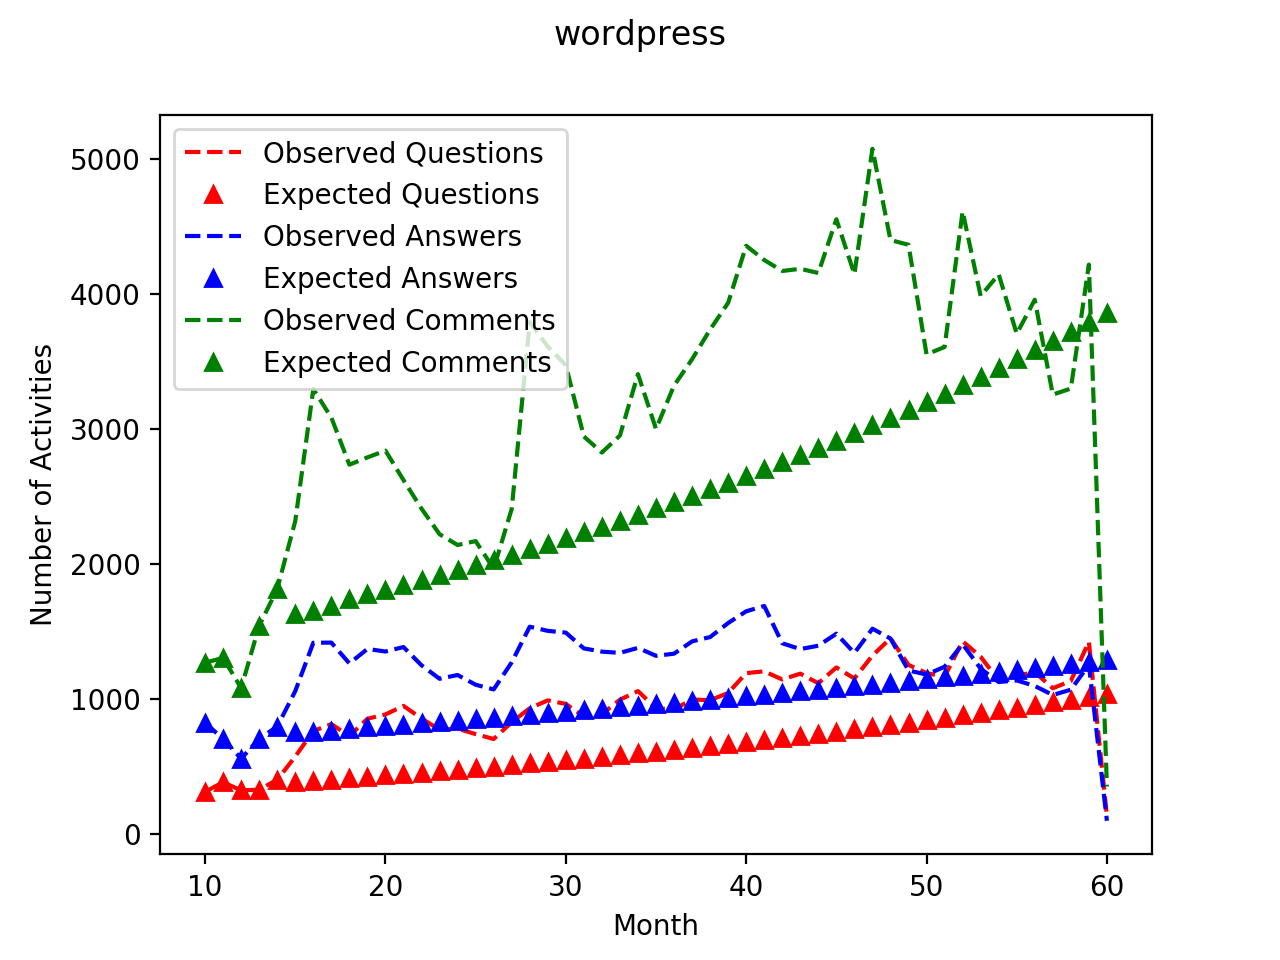 wordpress
Observed Questions
Expected Questions
Observed Answers
Expected Answers
Observed Comments
Expected Comments
Number of Activities
5000
4000
3000
2000
1000
0
10 20 30 40 50 60
Month